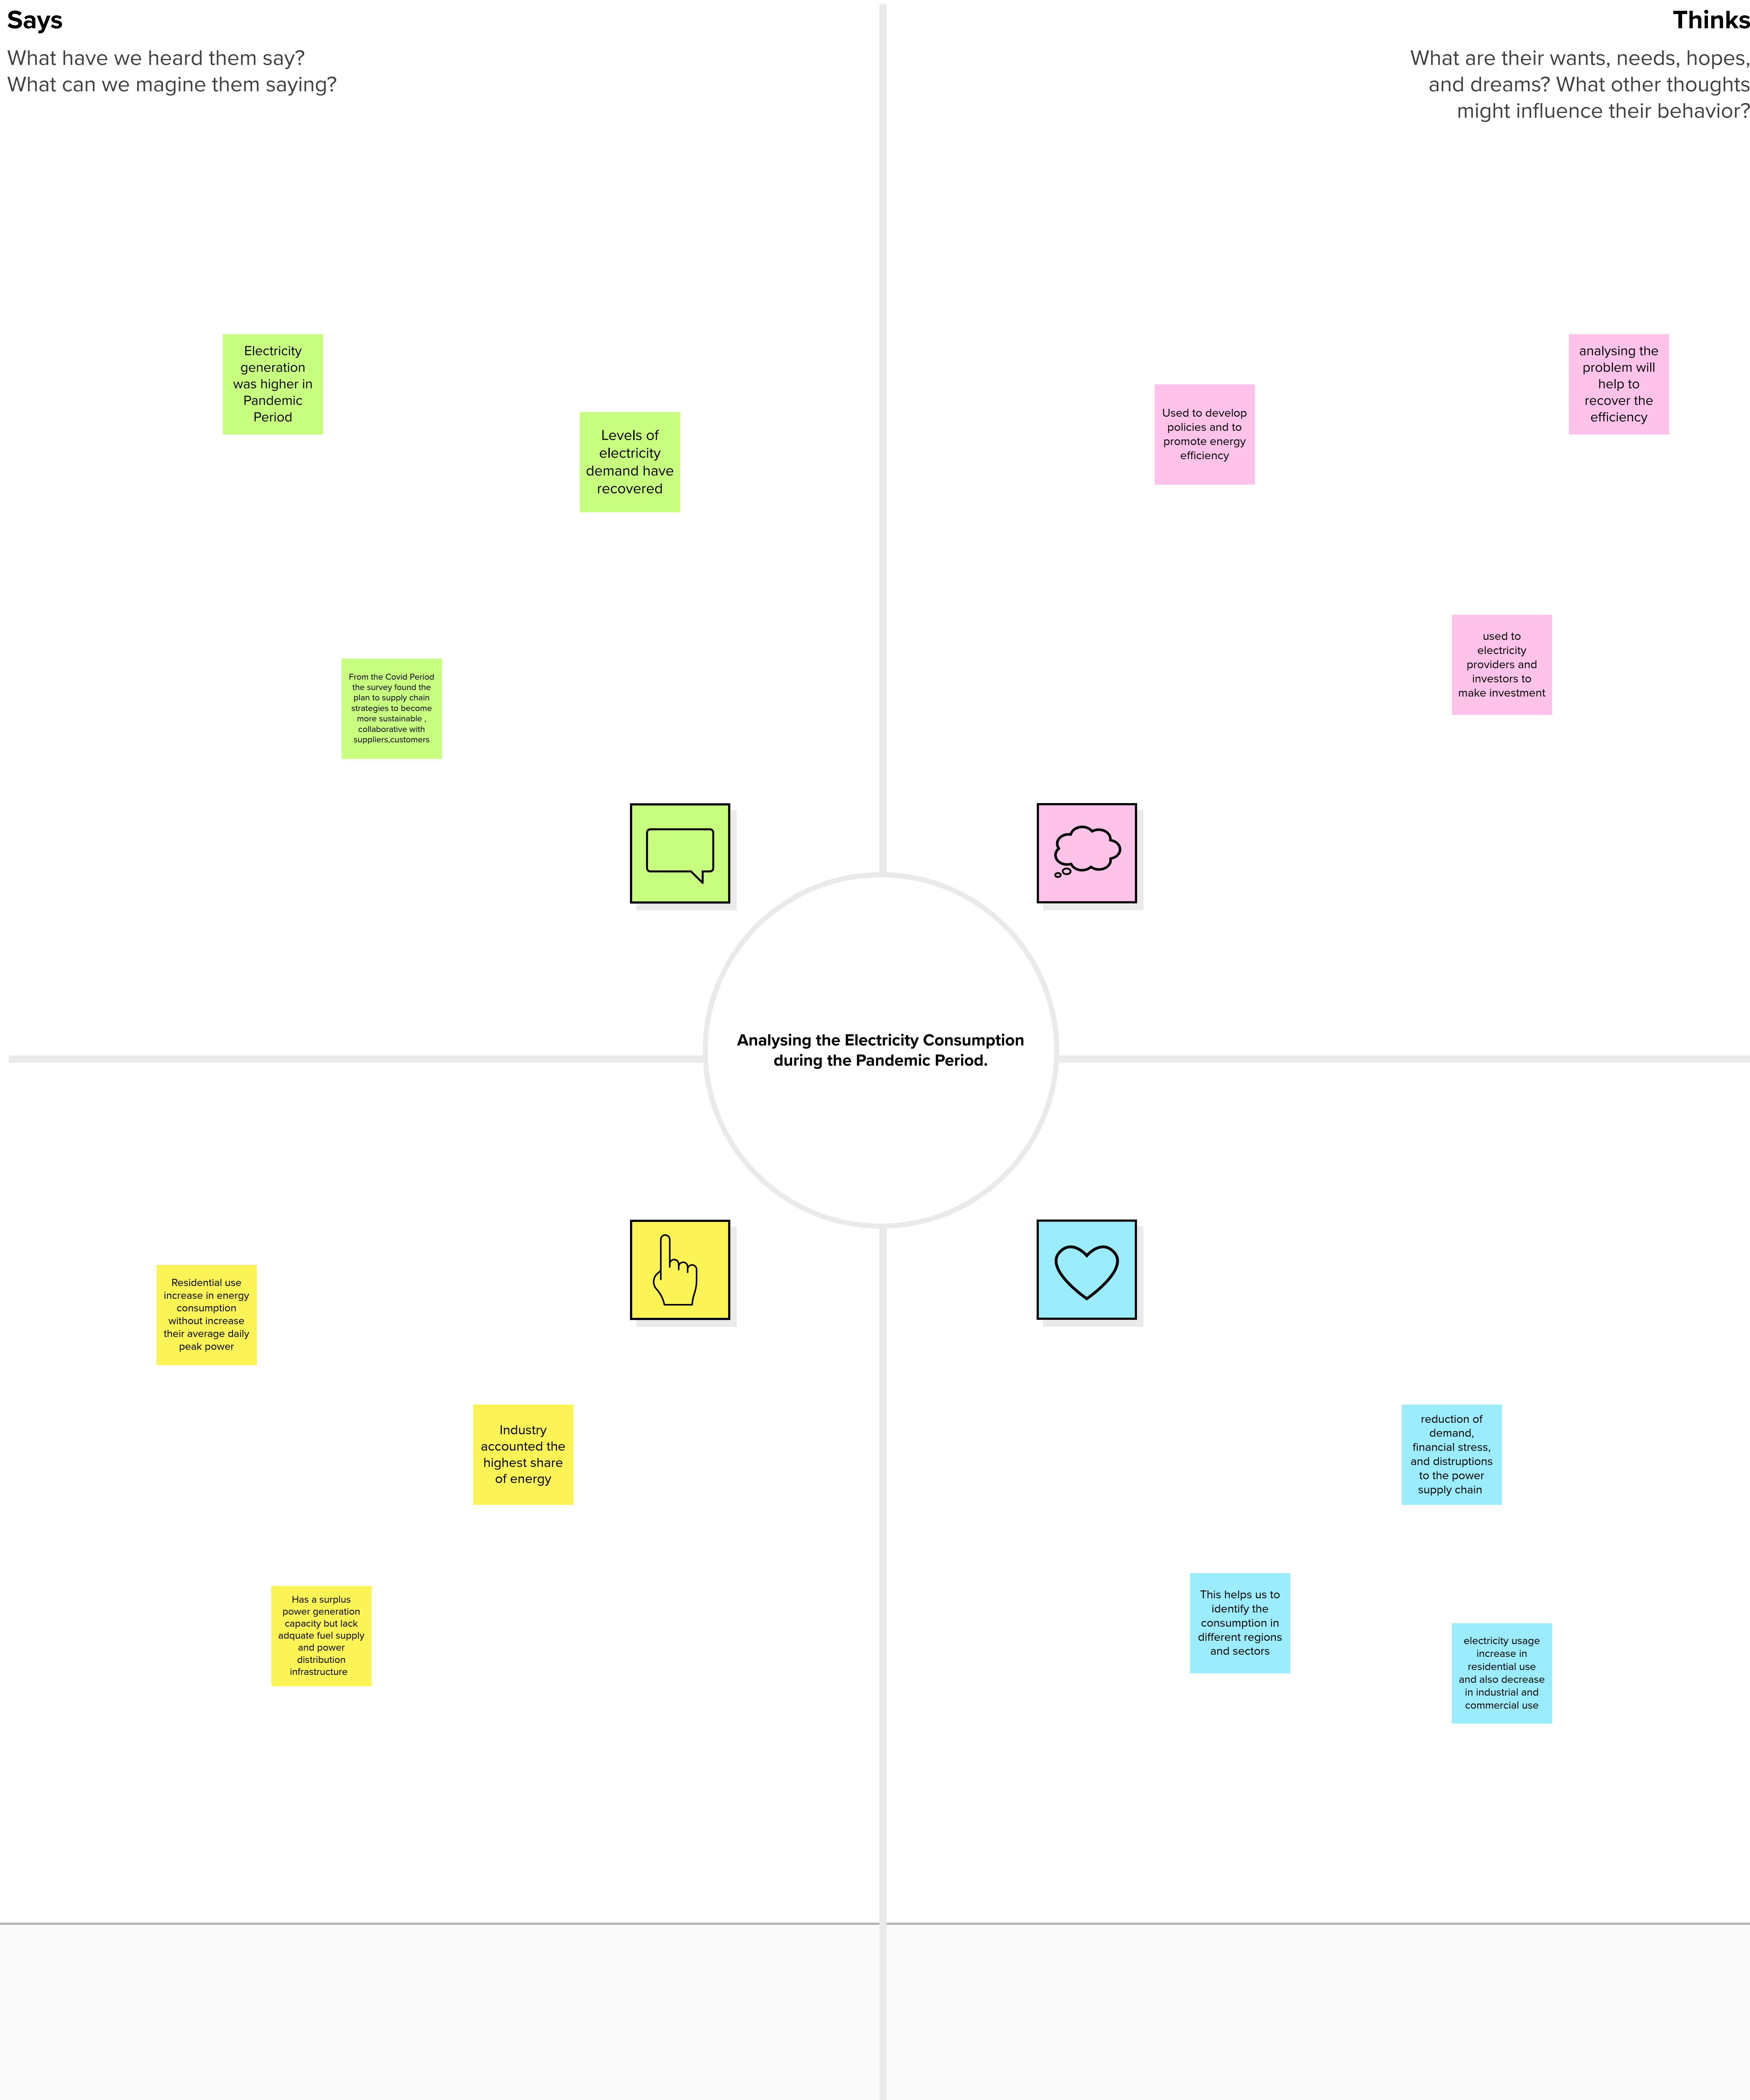 Says
What have we heard them say?
What can we magine them saying?
Thinks
What are their wants, needs, hopes,
and dreams? What other thoughts
might influence their behavior?
Electricity
generation
was higher in
Pandemic
Period
Levels of
electricity
demand have
recovered
From the Covid Period
the survey found the
plan to supply chain
strategies to become
more sustainable ,
collaborative with
suppliers,customers
Used to develop
policies and to
promote energy
efficiency
analysing the
problem will
help to
recover the
efficiency
used to
electricity
providers and
investors to
make investment
Analysing the Electricity Consumption
during the Pandemic Period.
Residential use
increase in energy
consumption
without increase
their average daily
peak power
Industry
accounted the
highest share
of energy
Has a surplus
power generation
capacity but lack
adquate fuel supply
and power
distribution
infrastructure
reduction of
demand,
financial stress,
and distruptions
to the power
supply chain
This helps us to
identify the
consumption in
different regions
and sectors
electricity usage
increase in
residential use
and also decrease
in industrial and
commercial use